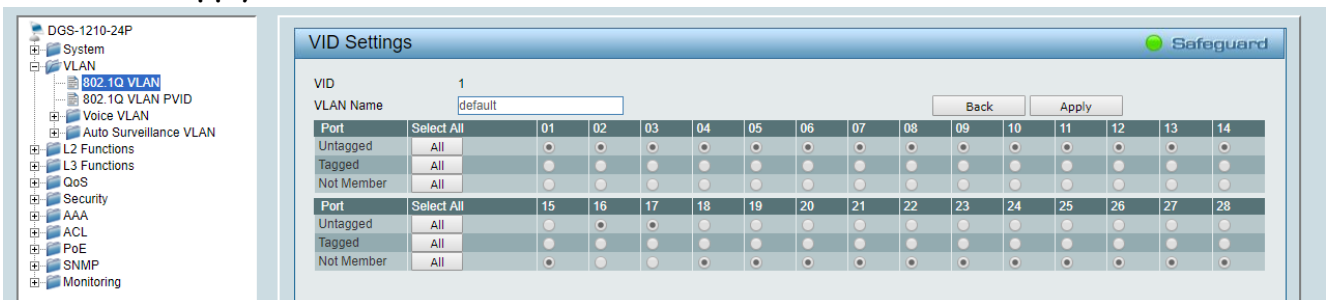 DGS-1210-24P
System
VLAN
802.1Q VLAN
802.1Q VLAN PVID
Voice VLAN
Auto Surveillance VLAN
L2 Functions
L3 Functions
QoS
Security
AAA
ACL
PoE
SNMP
Monitoring
VID Settings
Safeguard
VID 1
VLAN Name default Back Apply
Port Select All 01 02 03 04 05 06 07 08 09 10 11 12 13 14
Untagged All
Tagged All
Not Member All
Port Select All 15 16 17 18 19 20 21 22 23 24 25 26 27 28
Untagged All
Tagged All
Not Member All